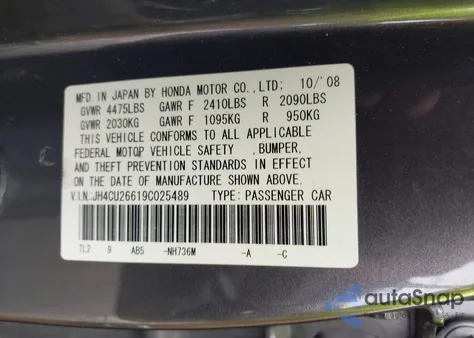 MFD. IN JAPAN BY HONDA MOTOR CO., LTD: 10/'08
GVWR 4475LBS GAWR F 2410LBS R 2090LBS
GVWR 2030KG GAWR F 1095KG R 950KG
THIS VEHICLE CONFORMS TO ALL APPLICABLE
FEDERAL MOTOR VEHICLE SAFETY , BUMPER,
AND THEFT PREVENTION STANDARDS IN EFFECT
ON THE DATE OF MANUFACTURE SHOWN ABOVE.
V.I.N:JH4CU26619C025489 TYPE: PASSENGER CAR
TL2 9 AB5 -NH736M -A -C
autoSnap